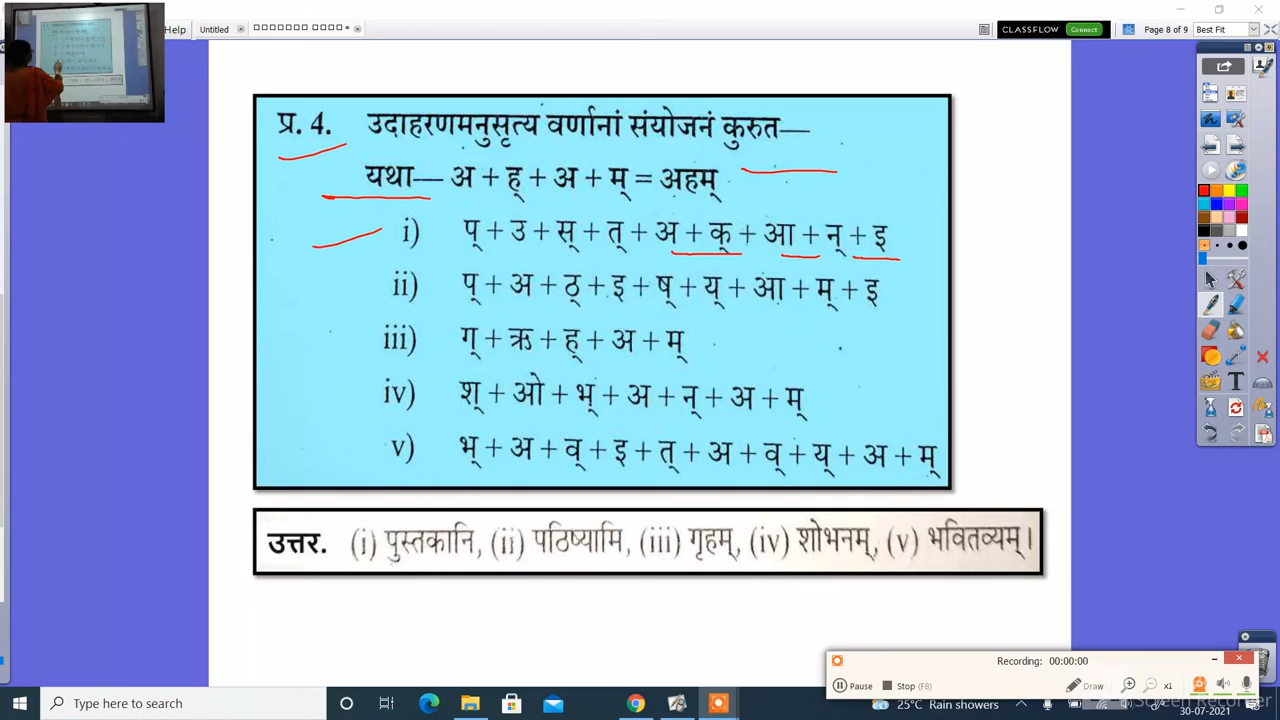 Help Untitled
CLASSFLOW Connect Page 8 of 9 Best Fit
प्र. 4. उदाहरणमनुसृत्य वर्णानां संयोजनं कुरुत—
यथा— अ + ह् + अ + म् = अहम्
i) प् + उ + स् + त् + अ + क् + आ + न् + इ
ii) प् + अ + ठ् + इ + ष् + य् + आ + म् + इ
iii) ग् + ऋ + ह् + अ + म्
iv) श् + ओ + भ् + अ + न् + अ + म्
v) भ् + अ + व् + इ + त् + अ + व् + य् + अ + म्
उत्तर. (i) पुस्तकानि, (ii) पठिष्यामि, (iii) गृहम्, (iv) शोभनम्, (v) भवितव्यम्।
Recording: 00:00:00
Pause Stop (F8) Draw x1
Screen Recorder
Type here to search 25°C Rain showers 30-07-2021